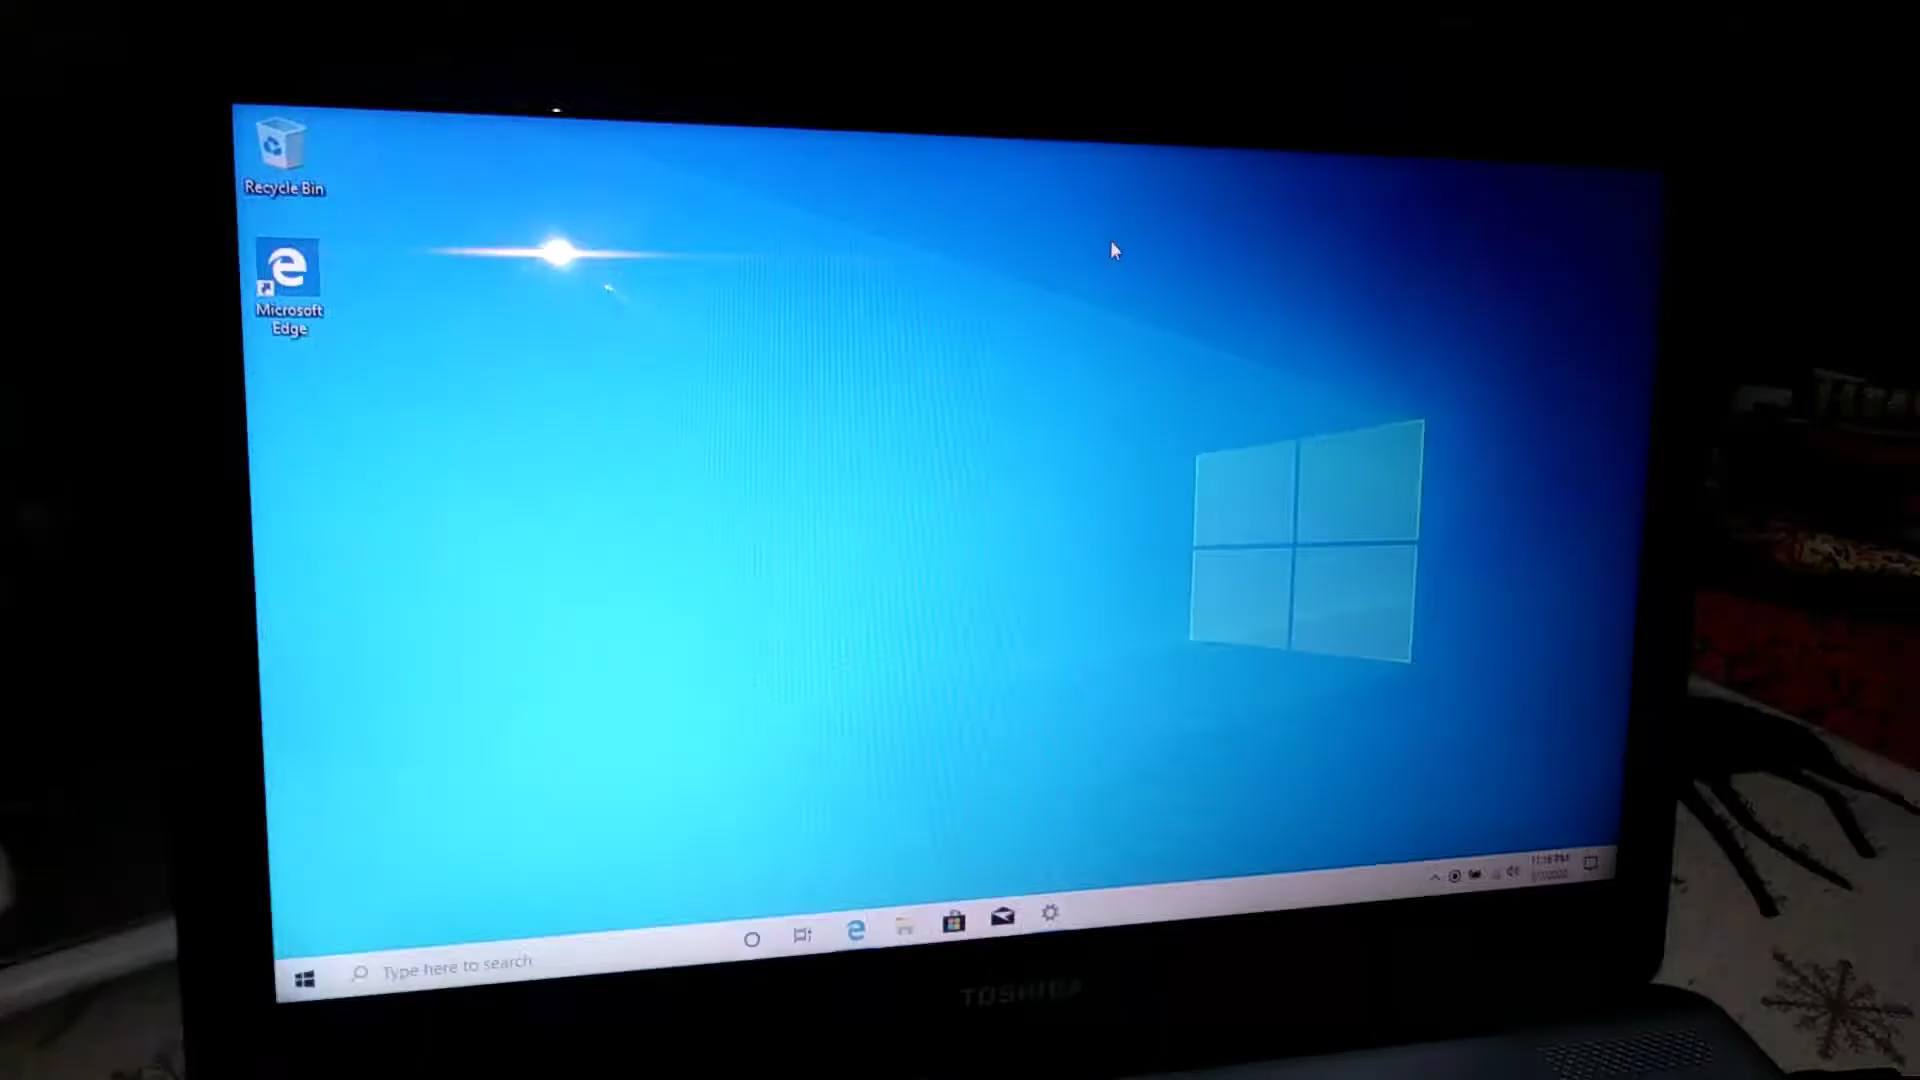 Recycle Bin
Microsoft
Edge
Type here to search
TOSHIBA